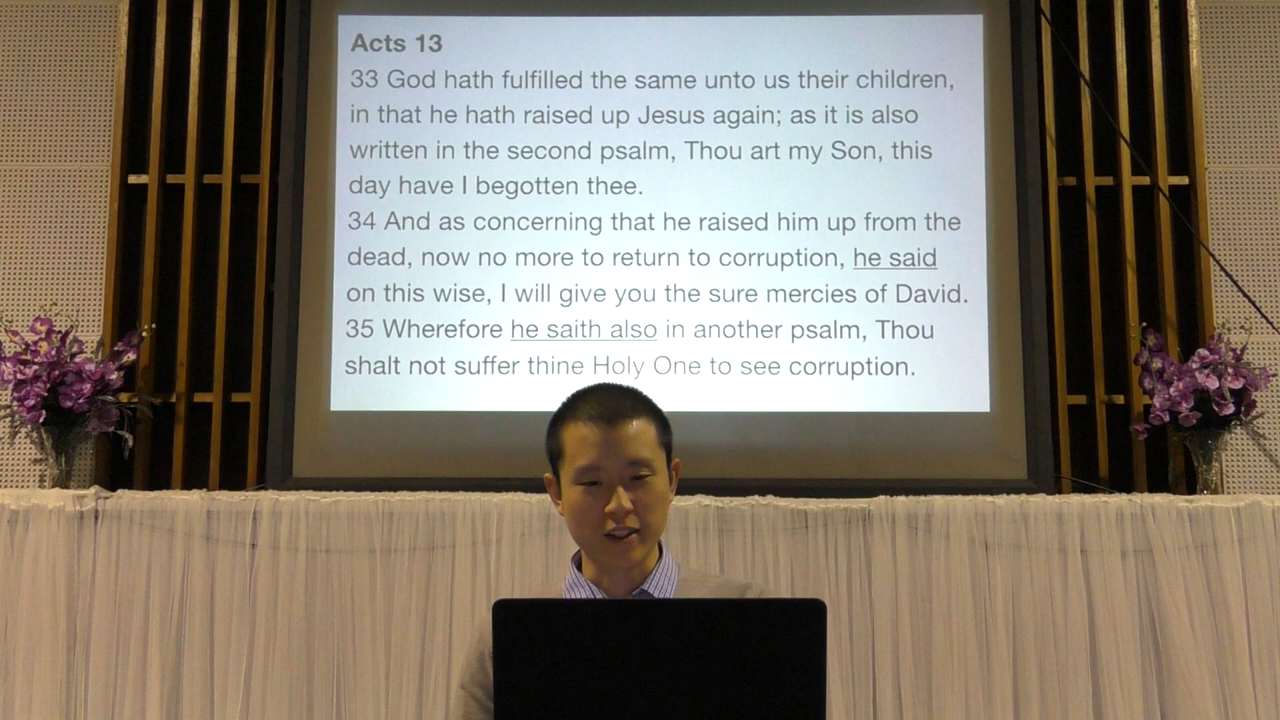 Acts 13
33 God hath fulfilled the same unto us their children,
in that he hath raised up Jesus again; as it is also
written in the second psalm, Thou art my Son, this
day have I begotten thee.
34 And as concerning that he raised him up from the
dead, now no more to return to corruption, he said
on this wise, I will give you the sure mercies of David.
35 Wherefore he saith also in another psalm, Thou
shalt not suffer thine Holy One to see corruption.